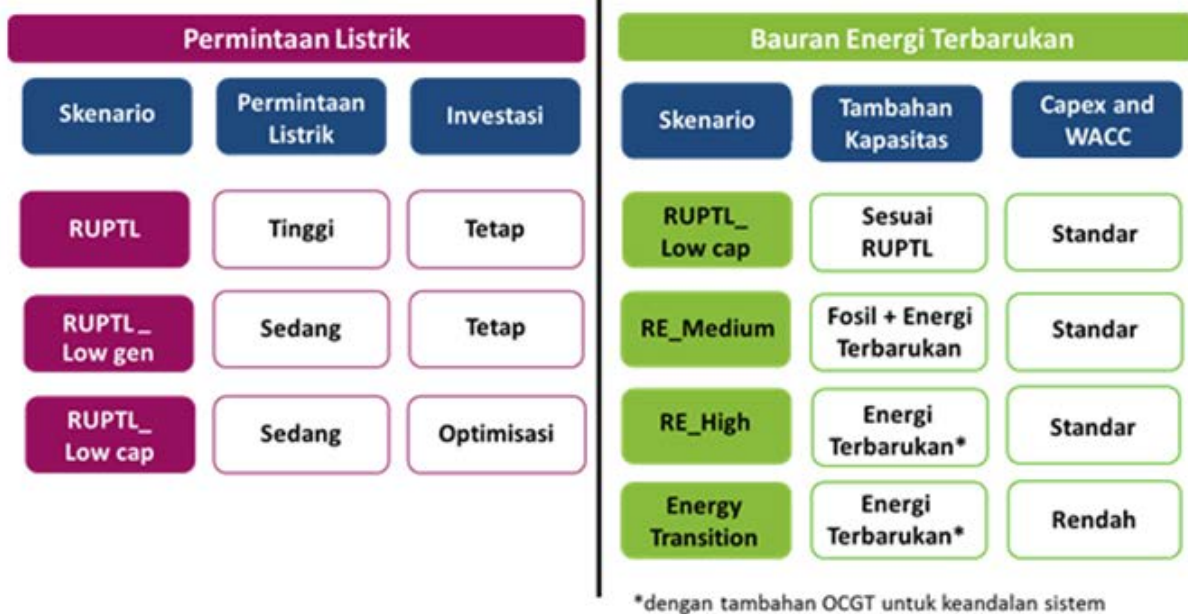 Permintaan Listrik
Skenario
Permintaan
Listrik
Investasi
RUPTL
Tinggi
Tetap
RUPTL_
Low gen
Sedang
Tetap
RUPTL_
Low cap
Sedang
Optimisasi
Bauran Energi Terbarukan
Skenario
Tambahan
Kapasitas
Capex and
WACC
RUPTL_
Low cap
Sesuai
RUPTL
Standar
RE_Medium
Fosil + Energi
Terbarukan
Standar
RE_High
Energi
Terbarukan*
Standar
Energy
Transition
Energi
Terbarukan*
Rendah
*dengan tambahan OCGT untuk keandalan sistem